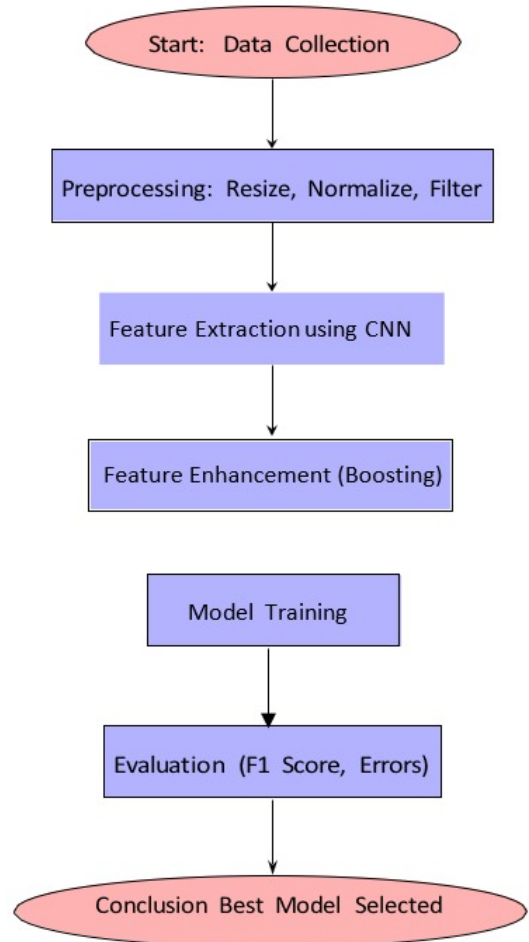 Start: Data Collection
Preprocessing: Resize, Normalize, Filter
Feature Extraction using CNN
Feature Enhancement (Boosting)
Model Training
Evaluation (F1 Score, Errors)
Conclusion Best Model Selected